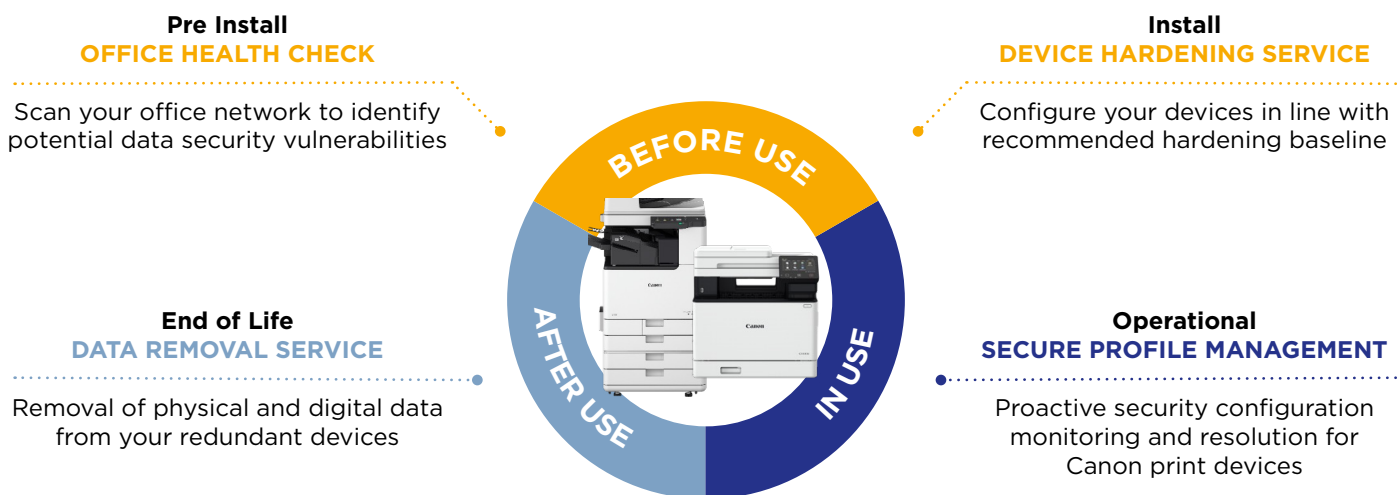 Pre Install
OFFICE HEALTH CHECK
Scan your office network to identify
potential data security vulnerabilities
Install
DEVICE HARDENING SERVICE
Configure your devices in line with
recommended hardening baseline
BEFORE USE
Canon
Canon
AFTER USE
IN USE
End of Life
DATA REMOVAL SERVICE
Removal of physical and digital data
from your redundant devices
Operational
SECURE PROFILE MANAGEMENT
Proactive security configuration
monitoring and resolution for
Canon print devices